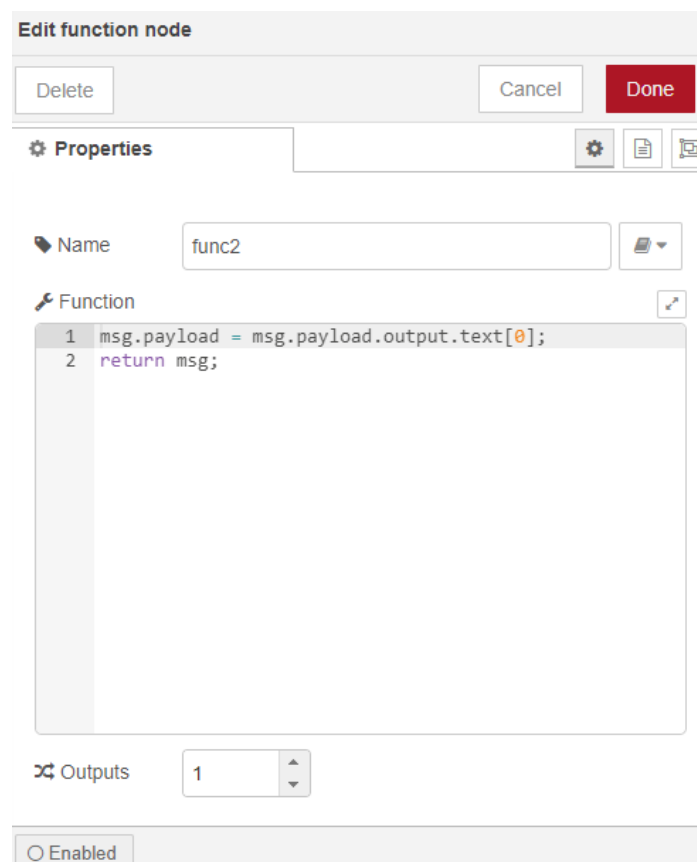 Edit function node
Delete
Cancel
Done
Properties
Name
func2
Function
1 msg.payload = msg.payload.output.text[0];
2 return msg;
Outputs
1
Enabled